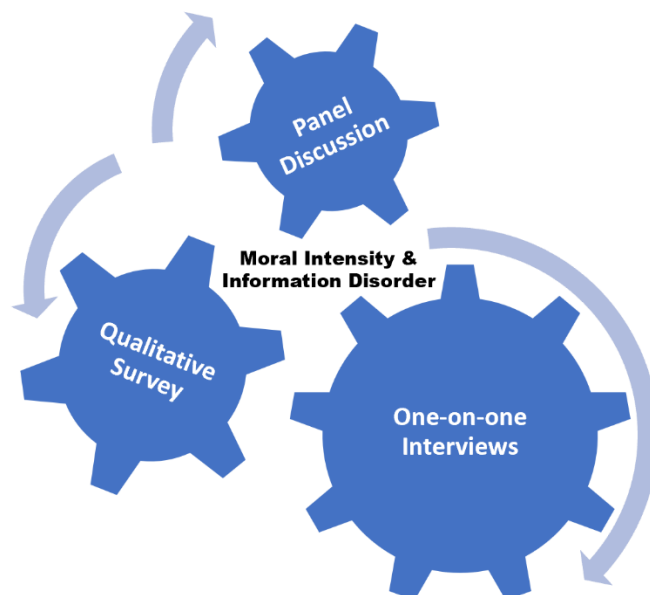 Panel
Discussion
Moral Intensity &
Information Disorder
Qualitative
Survey
One-on-one
Interviews